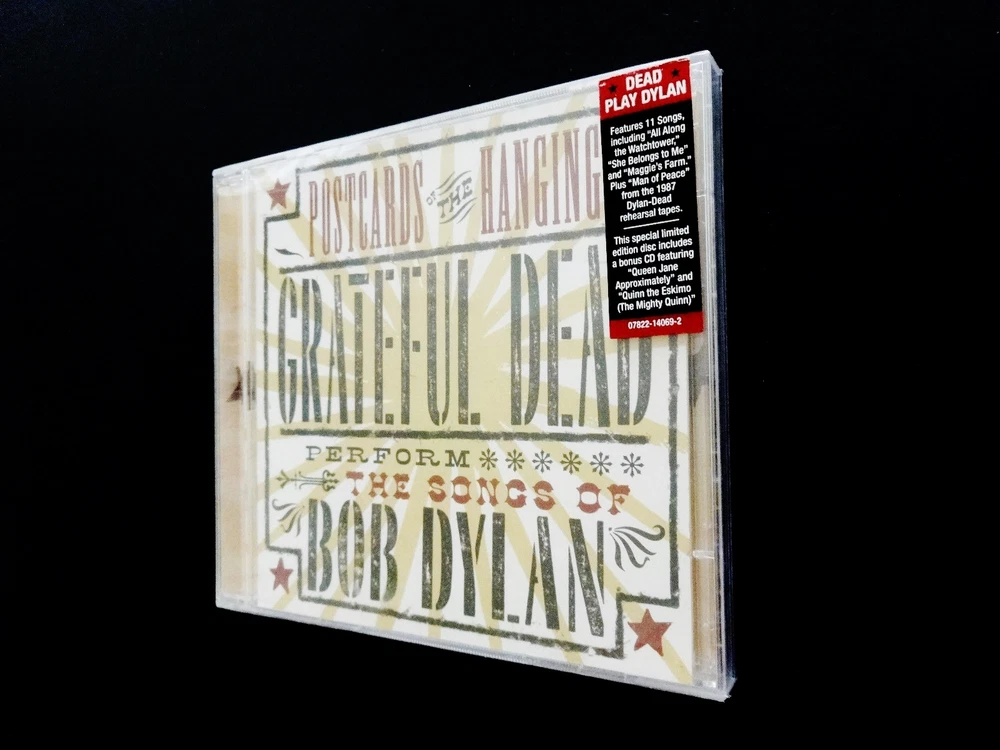 POSTCARDS OF THE HANGING
GRATEFUL DEAD
PERFORM ******
THE SONGS OF
BOB DYLAN
DEAD
PLAY DYLAN
Features 11 Songs,
including "All Along
the Watchtower,"
"She Belongs to Me"
and "Maggie's Farm."
Plus "Man of Peace"
from the 1987
Dylan-Dead
rehearsal tapes.
This special limited
edition disc includes
a bonus CD featuring
"Queen Jane
Approximately" and
"Quinn the Eskimo
(The Mighty Quinn)"
07822-14069-2